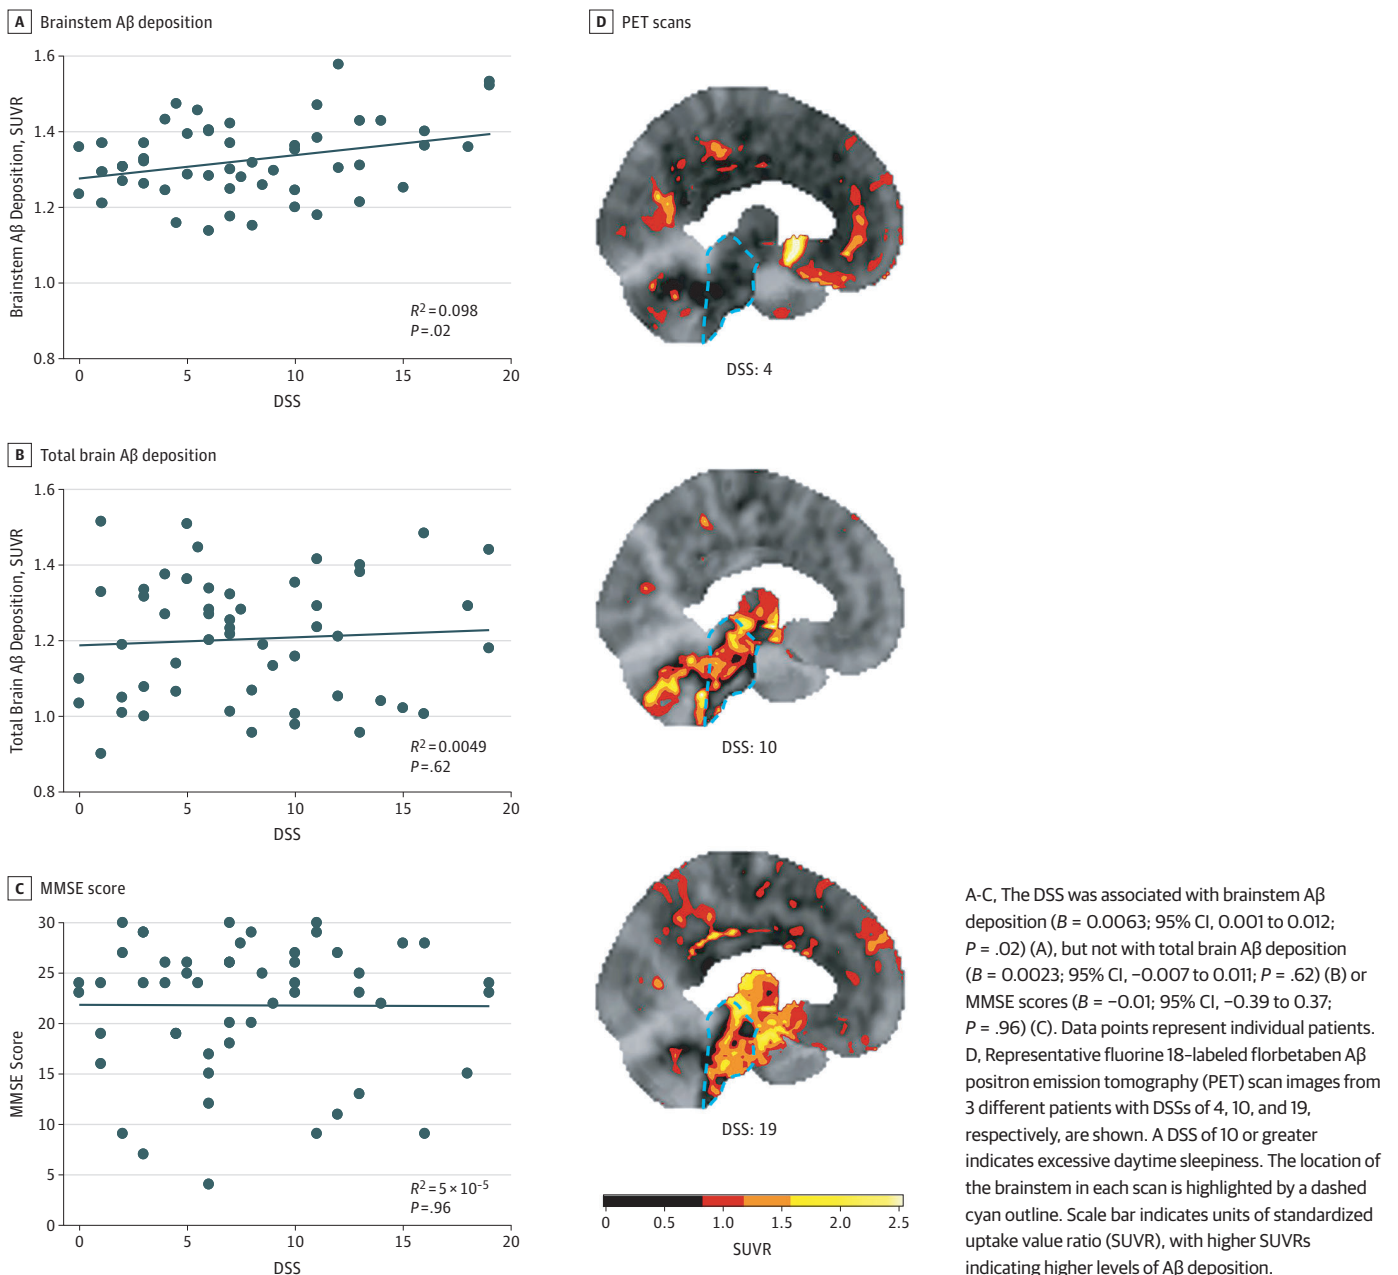 A Brainstem Aβ deposition
1.6
1.4
1.2
1.0
0.8
Brainstem Aβ Deposition, SUVR
R² = 0.098
P = .02
0 5 10 15 20
DSS
B Total brain Aβ deposition
1.6
1.4
1.2
1.0
0.8
Total Brain Aβ Deposition, SUVR
R² = 0.0049
P = .62
0 5 10 15 20
DSS
C MMSE score
30
25
20
15
10
5
0
MMSE Score
R² = 5 × 10⁻⁵
P = .96
0 5 10 15 20
DSS
D PET scans
DSS: 4
DSS: 10
DSS: 19
0 0.5 1.0 1.5 2.0 2.5
SUVR
A-C, The DSS was associated with brainstem Aβ
deposition (B = 0.0063; 95% CI, 0.001 to 0.012;
P = .02) (A), but not with total brain Aβ deposition
(B = 0.0023; 95% CI, −0.007 to 0.011; P = .62) (B) or
MMSE scores (B = −0.01; 95% CI, −0.39 to 0.37;
P = .96) (C). Data points represent individual patients.
D, Representative fluorine 18–labeled florbetaben Aβ
positron emission tomography (PET) scan images from
3 different patients with DSSs of 4, 10, and 19,
respectively, are shown. A DSS of 10 or greater
indicates excessive daytime sleepiness. The location of
the brainstem in each scan is highlighted by a dashed
cyan outline. Scale bar indicates units of standardized
uptake value ratio (SUVR), with higher SUVRs
indicating higher levels of Aβ deposition.